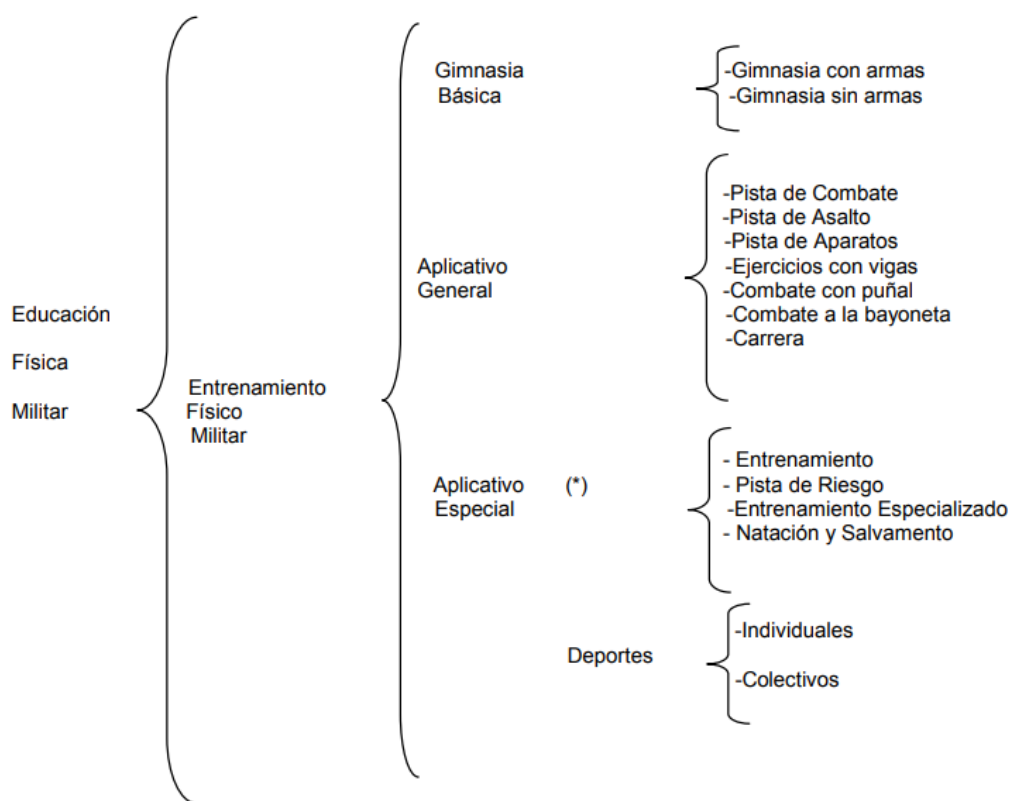 Educación
Física
Militar
Entrenamiento
Físico
Militar
Gimnasia
Básica
-Gimnasia con armas
-Gimnasia sin armas
Aplicativo
General
-Pista de Combate
-Pista de Asalto
-Pista de Aparatos
-Ejercicios con vigas
-Combate con puñal
-Combate a la bayoneta
-Carrera
Aplicativo (*)
Especial
- Entrenamiento
- Pista de Riesgo
-Entrenamiento Especializado
- Natación y Salvamento
Deportes
-Individuales
-Colectivos